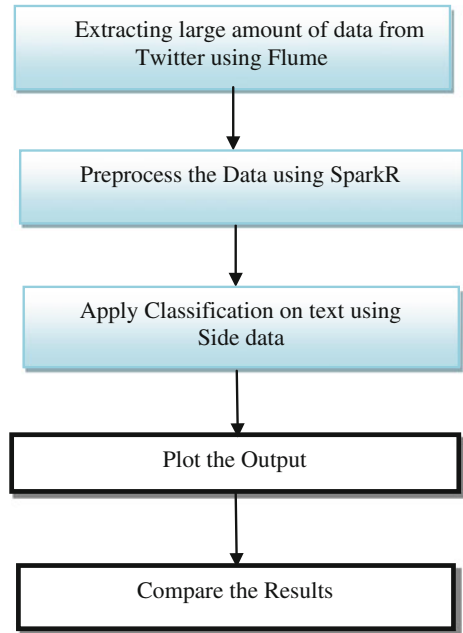 Extracting large amount of data from
Twitter using Flume
Preprocess the Data using SparkR
Apply Classification on text using
Side data
Plot the Output
Compare the Results